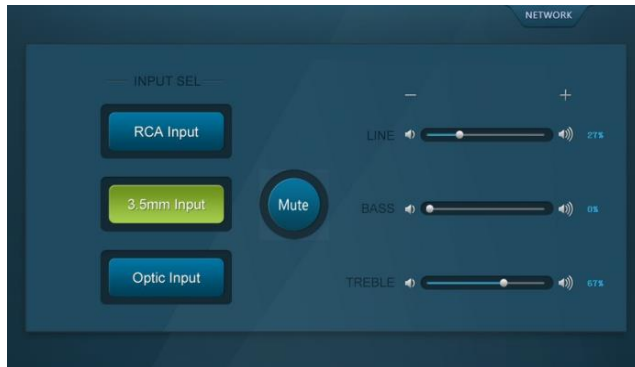 NETWORK
INPUT SEL
— +
RCA Input
LINE 27%
3.5mm Input
Mute
BASS 0%
Optic Input
TREBLE 67%